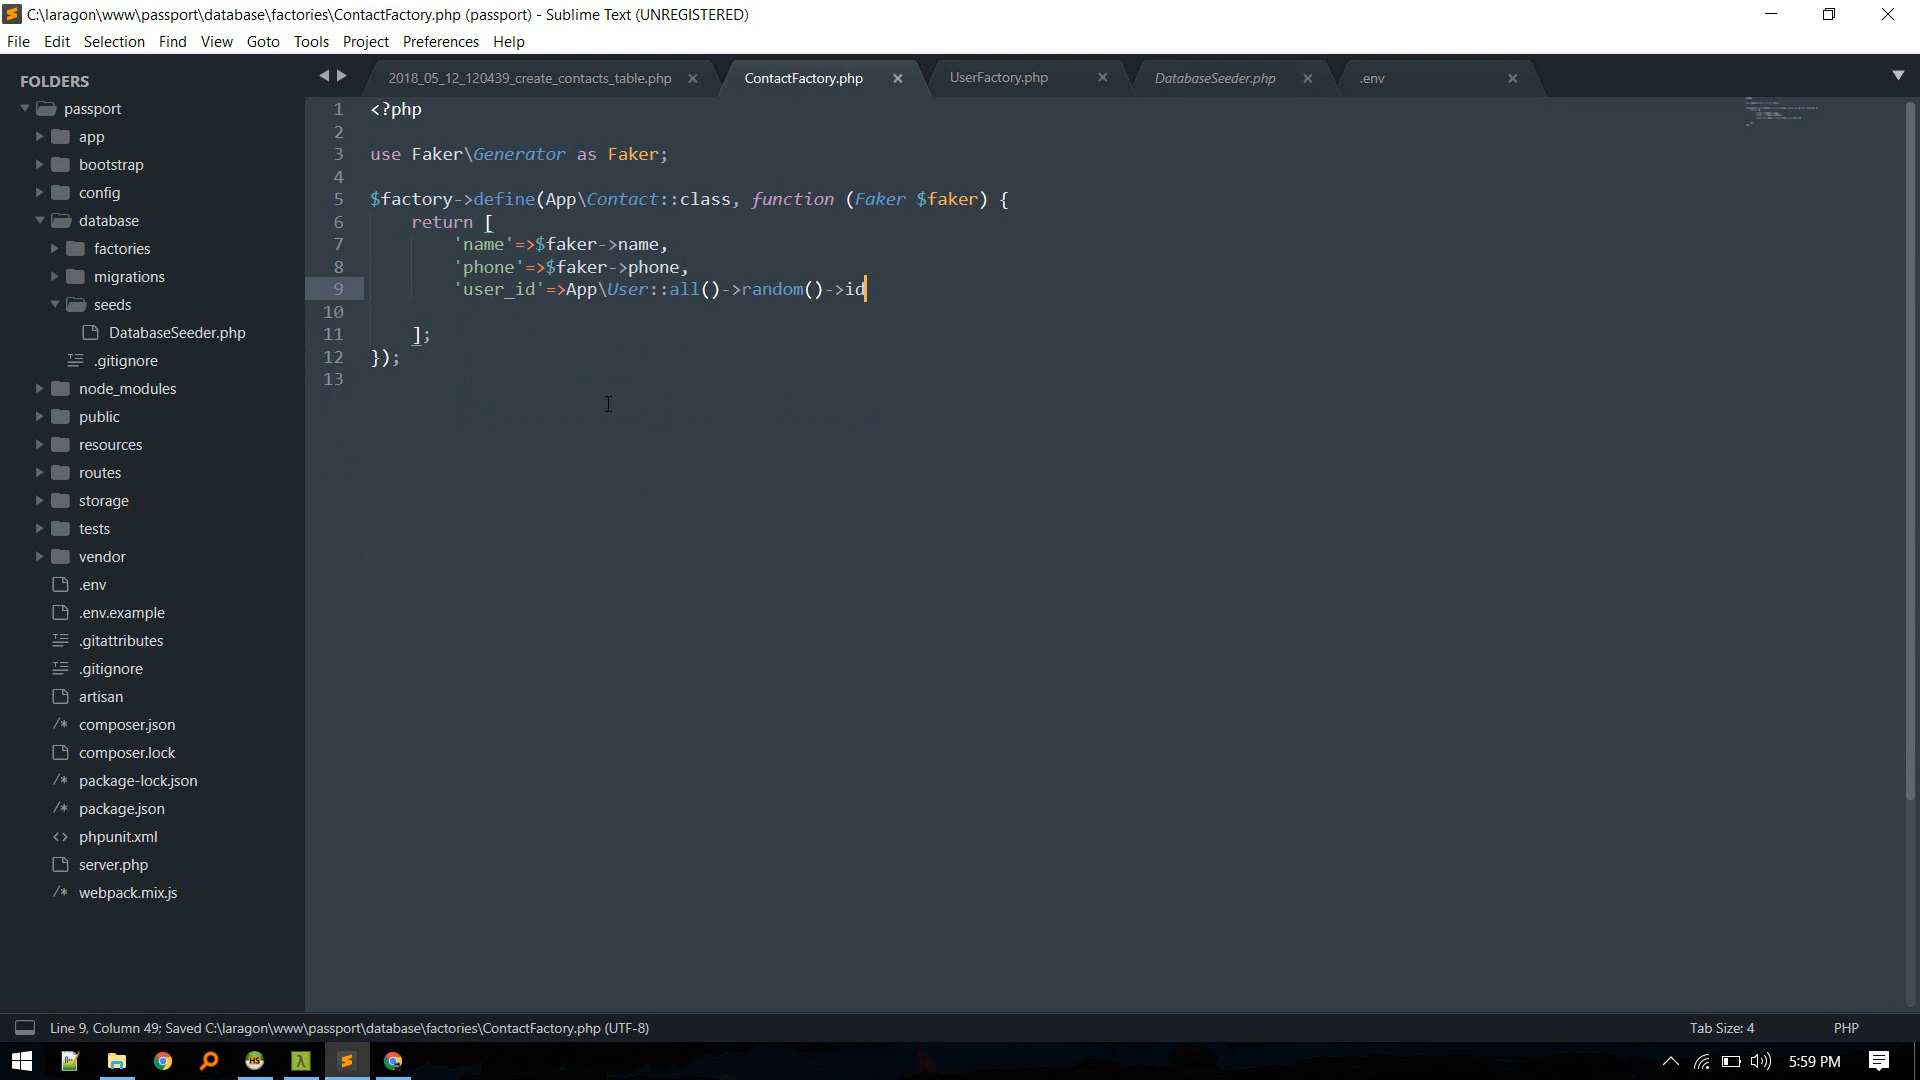 C:\laragon\www\passport\database\factories\ContactFactory.php (passport) - Sublime Text (UNREGISTERED)
File Edit Selection Find View Goto Tools Project Preferences Help
FOLDERS
passport
app
bootstrap
config
database
factories
migrations
seeds
DatabaseSeeder.php
.gitignore
node_modules
public
resources
routes
storage
tests
vendor
.env
.env.example
.gitattributes
.gitignore
artisan
composer.json
composer.lock
package-lock.json
package.json
phpunit.xml
server.php
webpack.mix.js
2018_05_12_120439_create_contacts_table.php ContactFactory.php UserFactory.php DatabaseSeeder.php .env
1 <?php
2
3 use Faker\Generator as Faker;
4
5 $factory->define(App\Contact::class, function (Faker $faker) {
6 return [
7 'name'=>$faker->name,
8 'phone'=>$faker->phone,
9 'user_id'=>App\User::all()->random()->id
10
11 ];
12 });
13
Line 9, Column 49; Saved C:\laragon\www\passport\database\factories\ContactFactory.php (UTF-8) Tab Size: 4 PHP
5:59 PM